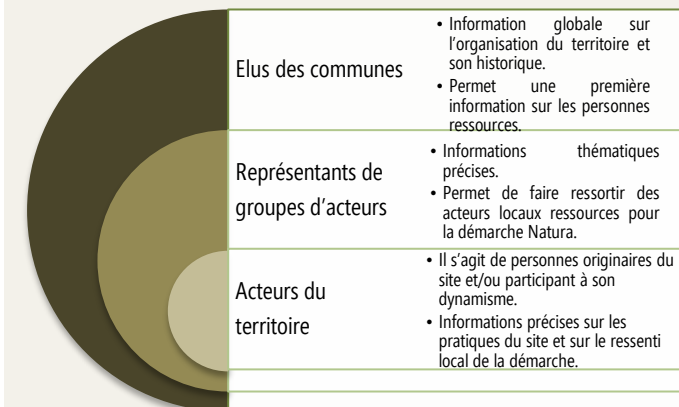 Elus des communes
• Information globale sur
l'organisation du territoire et
son historique.
• Permet une première
information sur les personnes
ressources.
Représentants de
groupes d'acteurs
• Informations thématiques
précises.
• Permet de faire ressortir des
acteurs locaux ressources pour
la démarche Natura.
Acteurs du
territoire
• Il s'agit de personnes originaires du
site et/ou participant à son
dynamisme.
• Informations précises sur les
pratiques du site et sur le ressenti
local de la démarche.